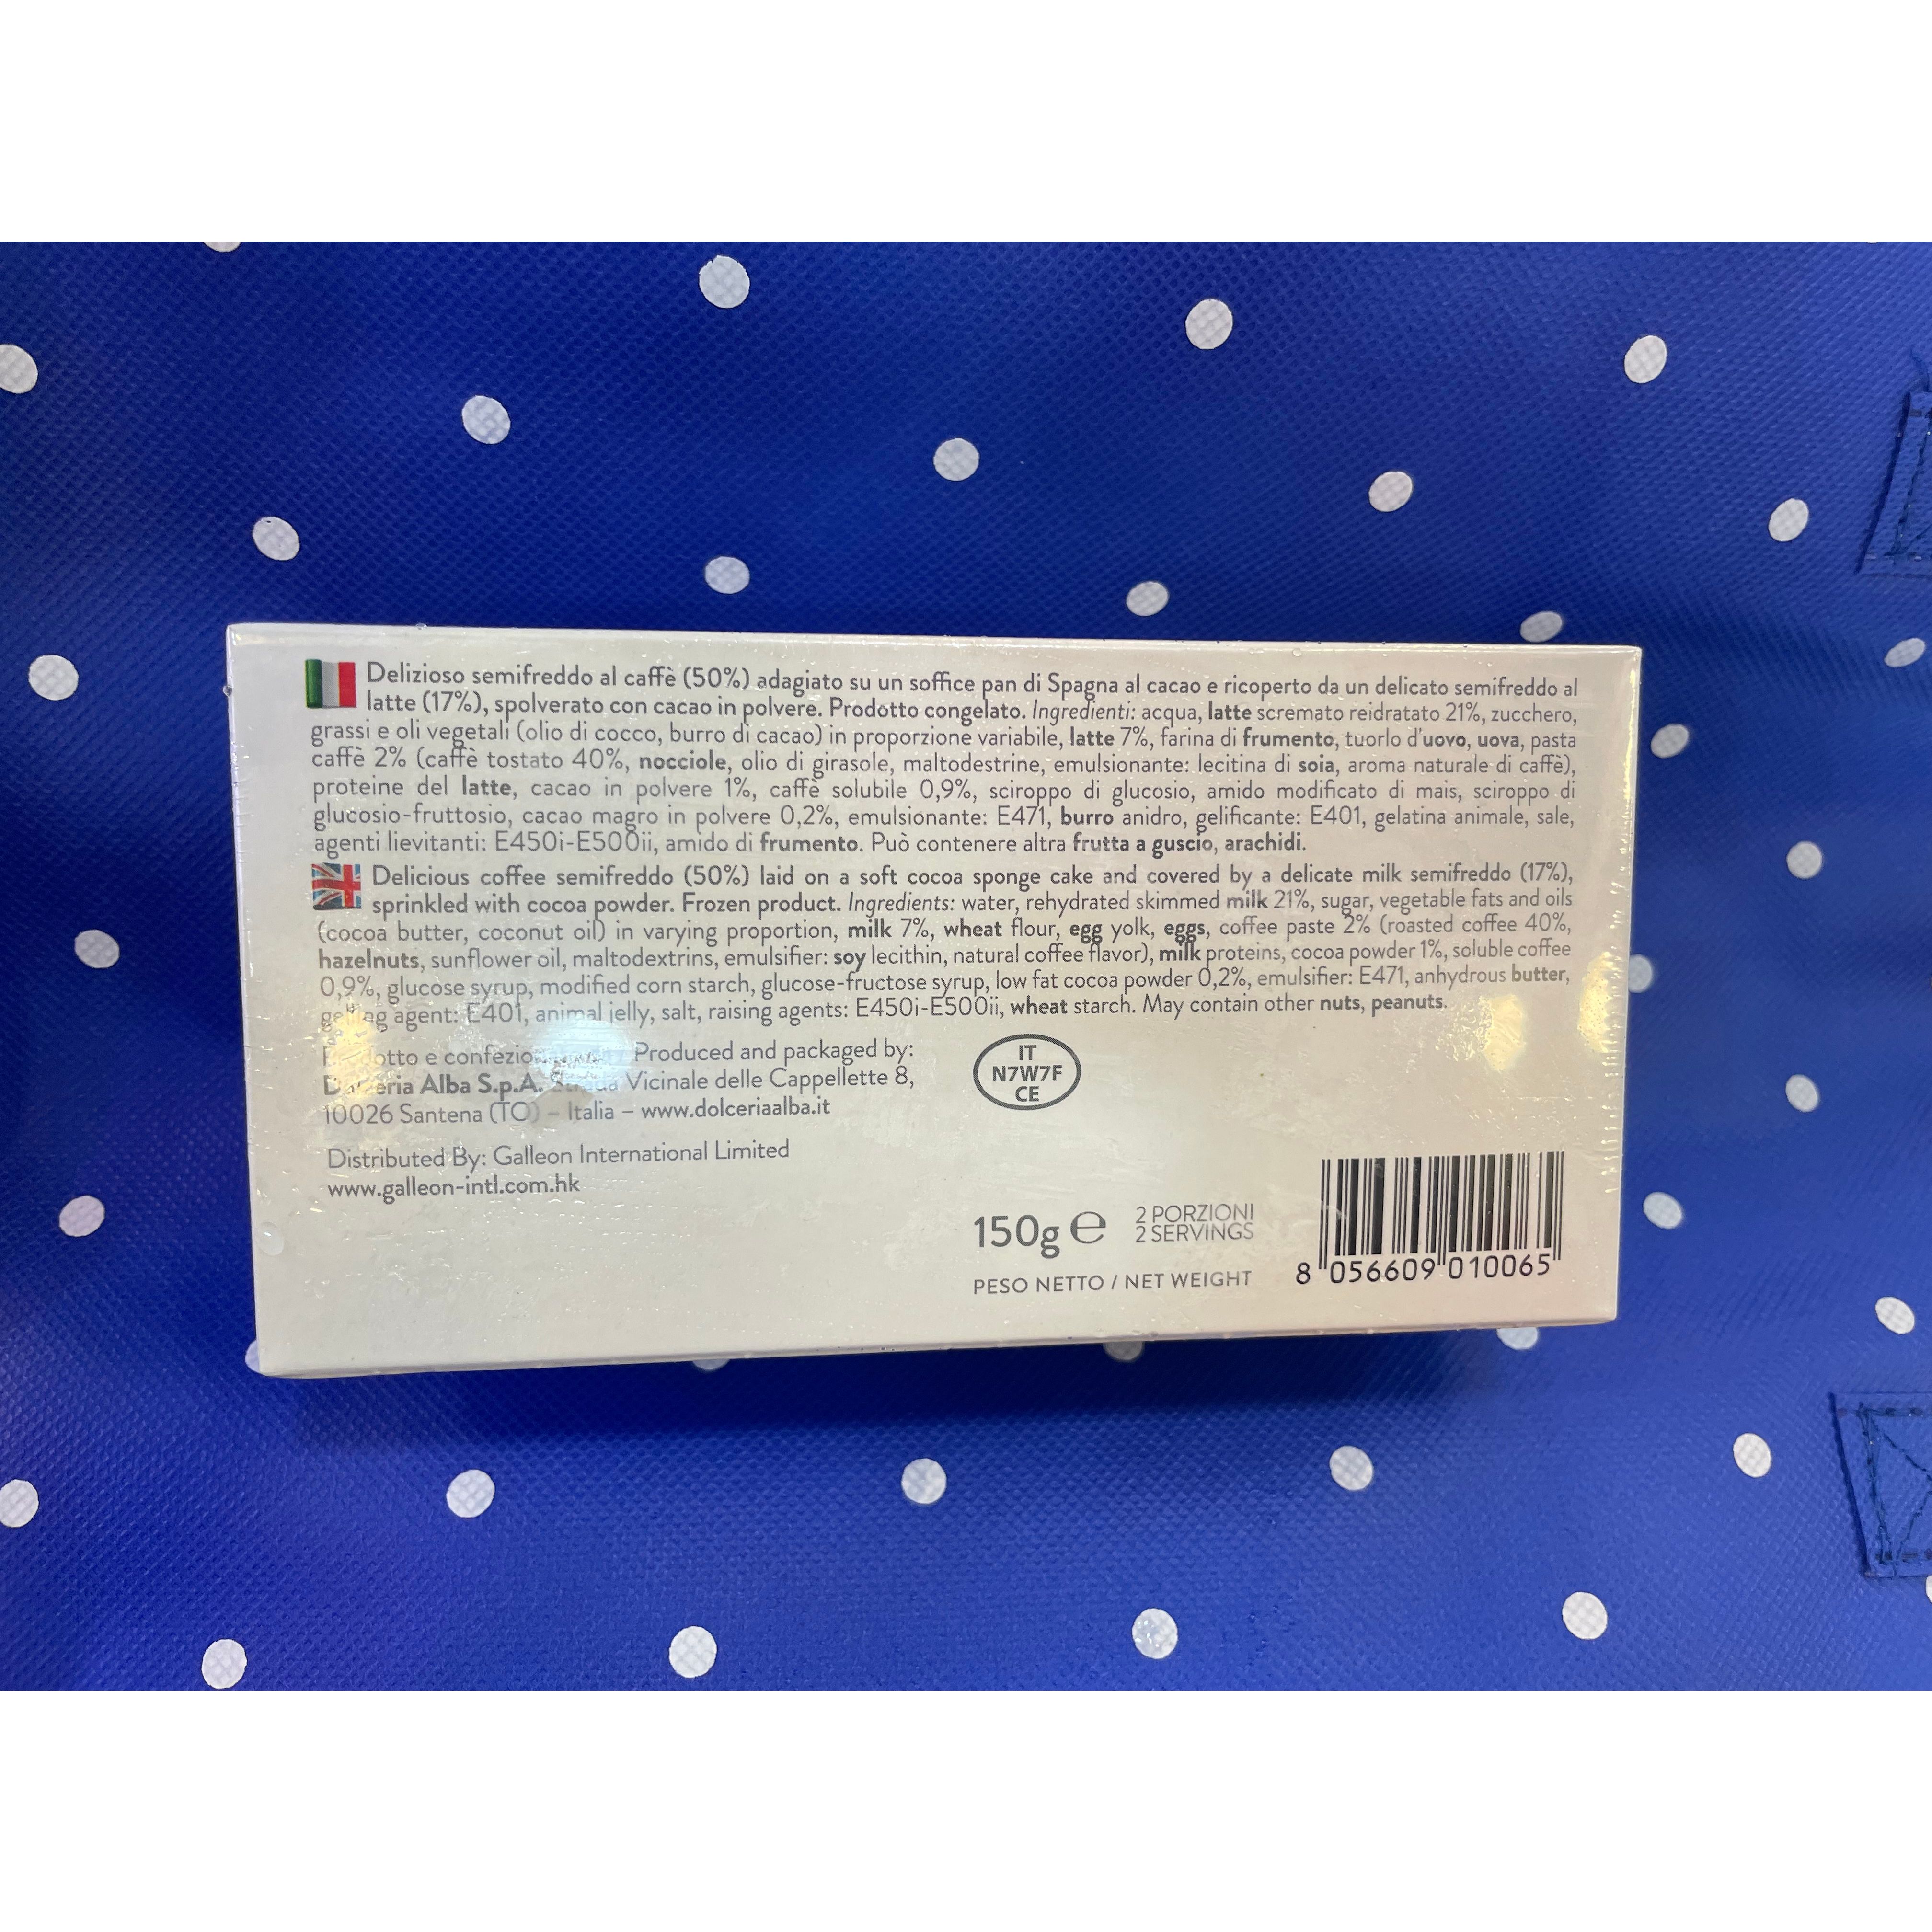 Delizioso semifreddo al caffè (50%) adagiato su un soffice pan di Spagna al cacao e ricoperto da un delicato semifreddo al
latte (17%), spolverato con cacao in polvere. Prodotto congelato. Ingredienti: acqua, latte scremato reidratato 21%, zucchero,
grassi e oli vegetali (olio di cocco, burro di cacao) in proporzione variabile, latte 7%, farina di frumento, tuorlo d'uovo, uova, pasta
caffè 2% (caffè tostato 40%, nocciole, olio di girasole, maltodestrine, emulsionante: lecitina di soia, aroma naturale di caffè),
proteine del latte, cacao in polvere 1%, caffè solubile 0,9%, sciroppo di glucosio, amido modificato di mais, sciroppo di
glucosio-fruttosio, cacao magro in polvere 0,2%, emulsionante: E471, burro anidro, gelificante: E401, gelatina animale, sale,
agenti lievitanti: E450i-E500ii, amido di frumento. Può contenere altra frutta a guscio, arachidi.
Delicious coffee semifreddo (50%) laid on a soft cocoa sponge cake and covered by a delicate milk semifreddo (17%),
sprinkled with cocoa powder. Frozen product. Ingredients: water, rehydrated skimmed milk 21%, sugar, vegetable fats and oils
(cocoa butter, coconut oil) in varying proportion, milk 7%, wheat flour, egg yolk, eggs, coffee paste 2% (roasted coffee 40%,
hazelnuts, sunflower oil, maltodextrins, emulsifier: soy lecithin, natural coffee flavor), milk proteins, cocoa powder 1%, soluble coffee
0,9%, glucose syrup, modified corn starch, glucose-fructose syrup, low fat cocoa powder 0,2%, emulsifier: E471, anhydrous butter,
agent: E401, animal jelly, salt, raising agents: E450i-E500ii, wheat starch. May contain other nuts, peanuts.
e Produced and packaged by:
Alba S.p.A. Vicinale delle Cappellette 8,
10026 Santena (TO) – Italia – www.dolceriaalba.it
IT
N7W7F
CE
Distributed By: Galleon International Limited
www.galleon-intl.com.hk
150g e
2 PORZIONI
2 SERVINGS
PESO NETTO / NET WEIGHT
8 056609 010065